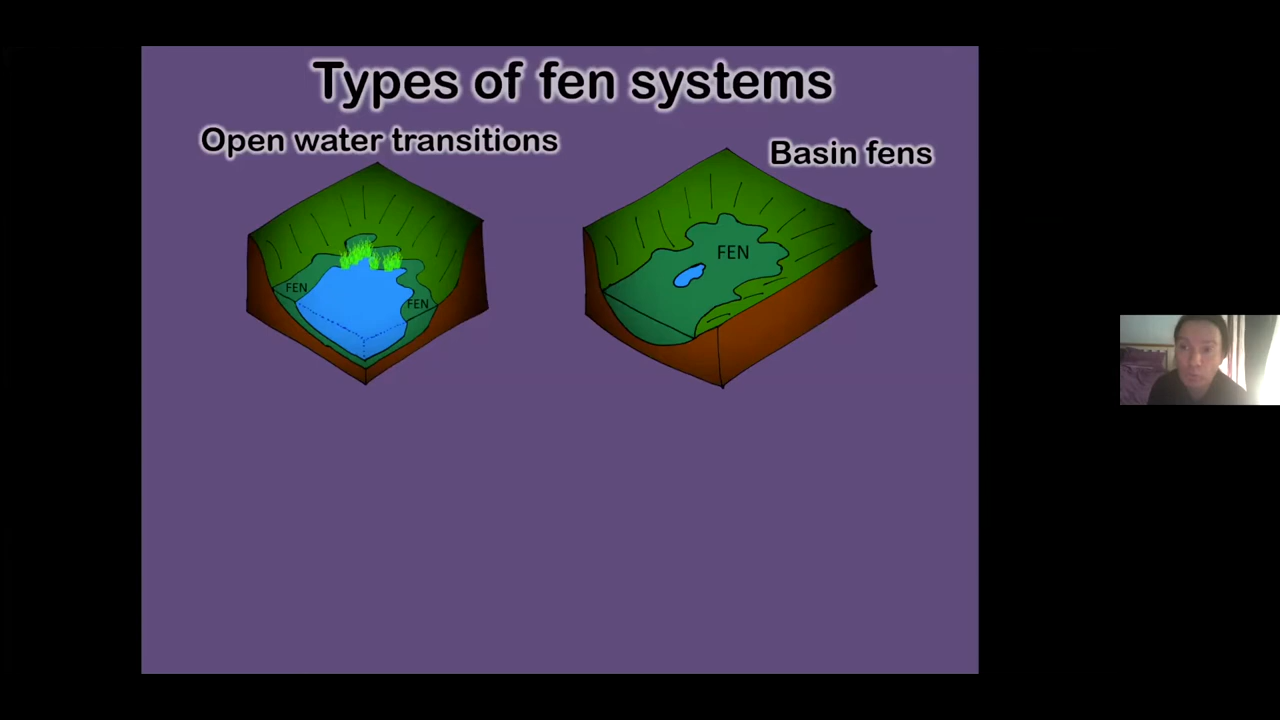 Types of fen systems
Open water transitions
Basin fens
FEN
FEN
FEN